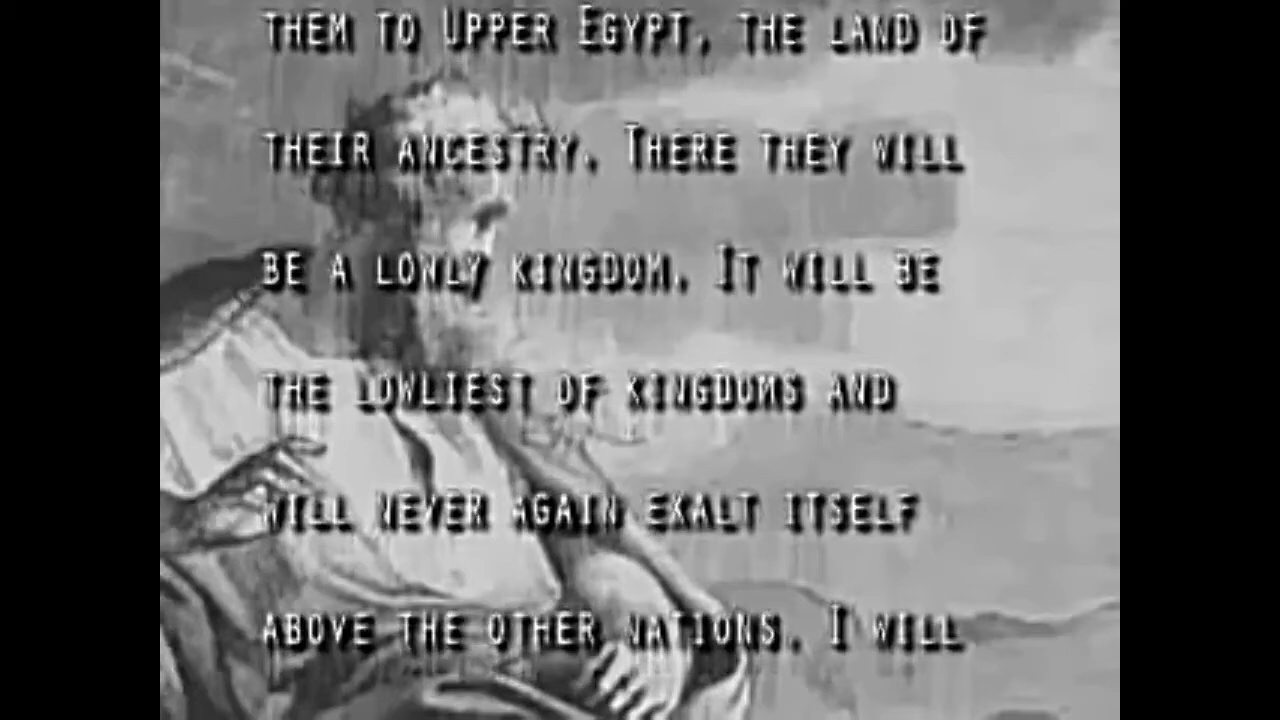 THEM TO UPPER EGYPT, THE LAND OF
THEIR ANCESTRY. THERE THEY WILL
BE A LOWLY KINGDOM. IT WILL BE
THE LOWLIEST OF KINGDOMS AND
WILL NEVER AGAIN EXALT ITSELF
ABOVE THE OTHER NATIONS. I WILL